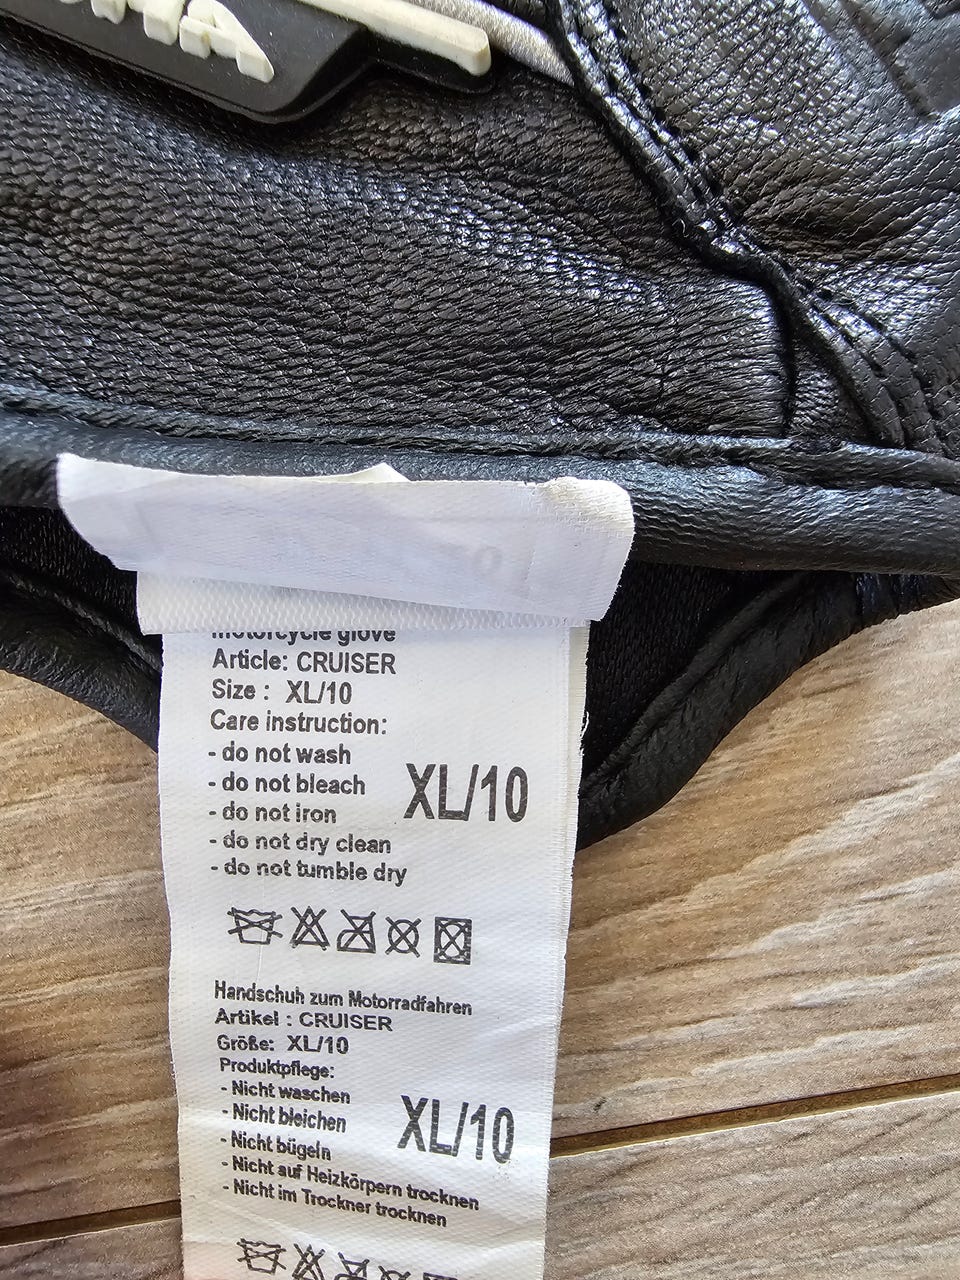 motorcycle glove
Article: CRUISER
Size : XL/10
Care instruction:
- do not wash
- do not bleach
- do not iron
- do not dry clean
- do not tumble dry
XL/10
Handschuh zum Motorradfahren
Artikel : CRUISER
Größe: XL/10
Produktpflege:
- Nicht waschen
- Nicht bleichen
- Nicht bügeln
- Nicht auf Heizkörpern trocknen
- Nicht im Trockner trocknen
XL/10